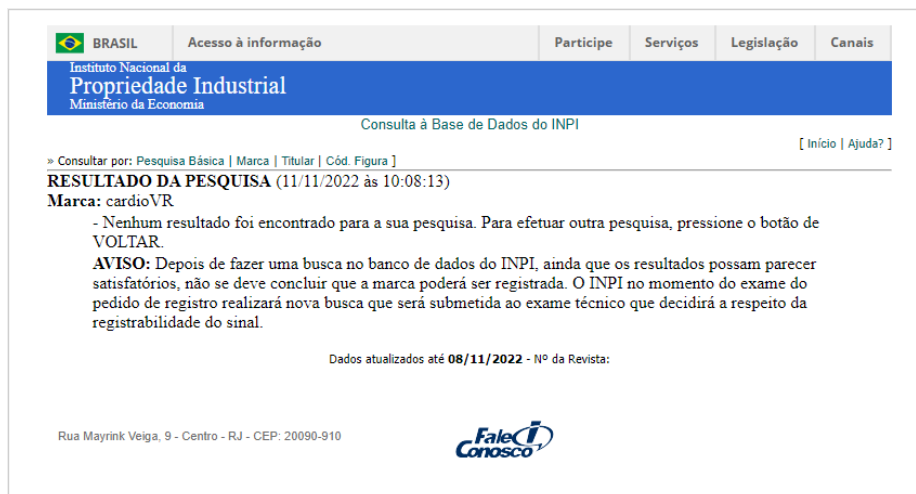 BRASIL Acesso à informação Participe Serviços Legislação Canais
Instituto Nacional da
Propriedade Industrial
Ministério da Economia
Consulta à Base de Dados do INPI
[ Início | Ajuda? ]
» Consultar por: Pesquisa Básica | Marca | Titular | Cód. Figura ]
RESULTADO DA PESQUISA (11/11/2022 às 10:08:13)
Marca: cardioVR
- Nenhum resultado foi encontrado para a sua pesquisa. Para efetuar outra pesquisa, pressione o botão de
VOLTAR.
AVISO: Depois de fazer uma busca no banco de dados do INPI, ainda que os resultados possam parecer
satisfatórios, não se deve concluir que a marca poderá ser registrada. O INPI no momento do exame do
pedido de registro realizará nova busca que será submetida ao exame técnico que decidirá a respeito da
registrabilidade do sinal.
Dados atualizados até 08/11/2022 - Nº da Revista:
Rua Mayrink Veiga, 9 - Centro - RJ - CEP: 20090-910
Fale
Conosco